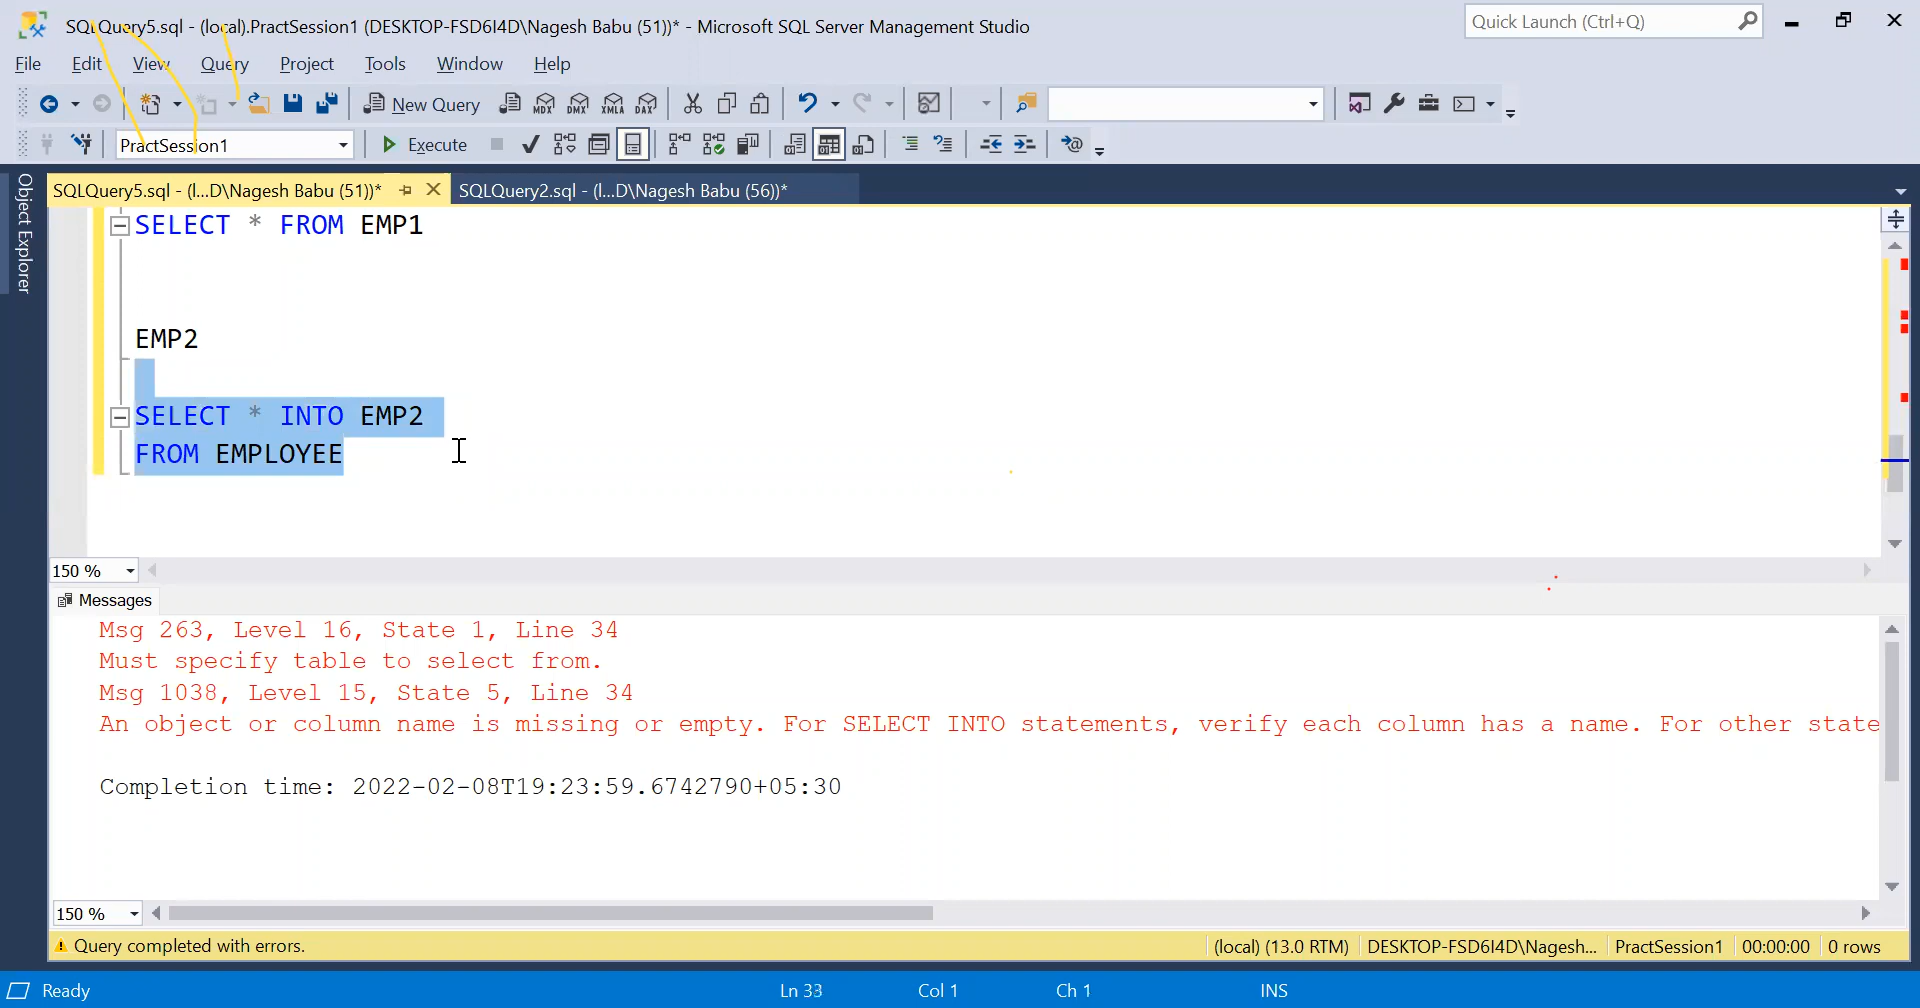 SQLQuery5.sql - (local).PractSession1 (DESKTOP-FSD6I4D\Nagesh Babu (51))* - Microsoft SQL Server Management Studio
Quick Launch (Ctrl+Q)
File Edit View Query Project Tools Window Help
New Query MDX DMX XMLA DAX
PractSession1 Execute
Object Explorer
SQLQuery5.sql - (l...D\Nagesh Babu (51))* SQLQuery2.sql - (l...D\Nagesh Babu (56))*
SELECT * FROM EMP1
EMP2
SELECT * INTO EMP2
FROM EMPLOYEE
150 %
Messages
Msg 263, Level 16, State 1, Line 34
Must specify table to select from.
Msg 1038, Level 15, State 5, Line 34
An object or column name is missing or empty. For SELECT INTO statements, verify each column has a name. For other state
Completion time: 2022-02-08T19:23:59.6742790+05:30
150 %
Query completed with errors. (local) (13.0 RTM) DESKTOP-FSD6I4D\Nagesh... PractSession1 00:00:00 0 rows
Ready Ln 33 Col 1 Ch 1 INS